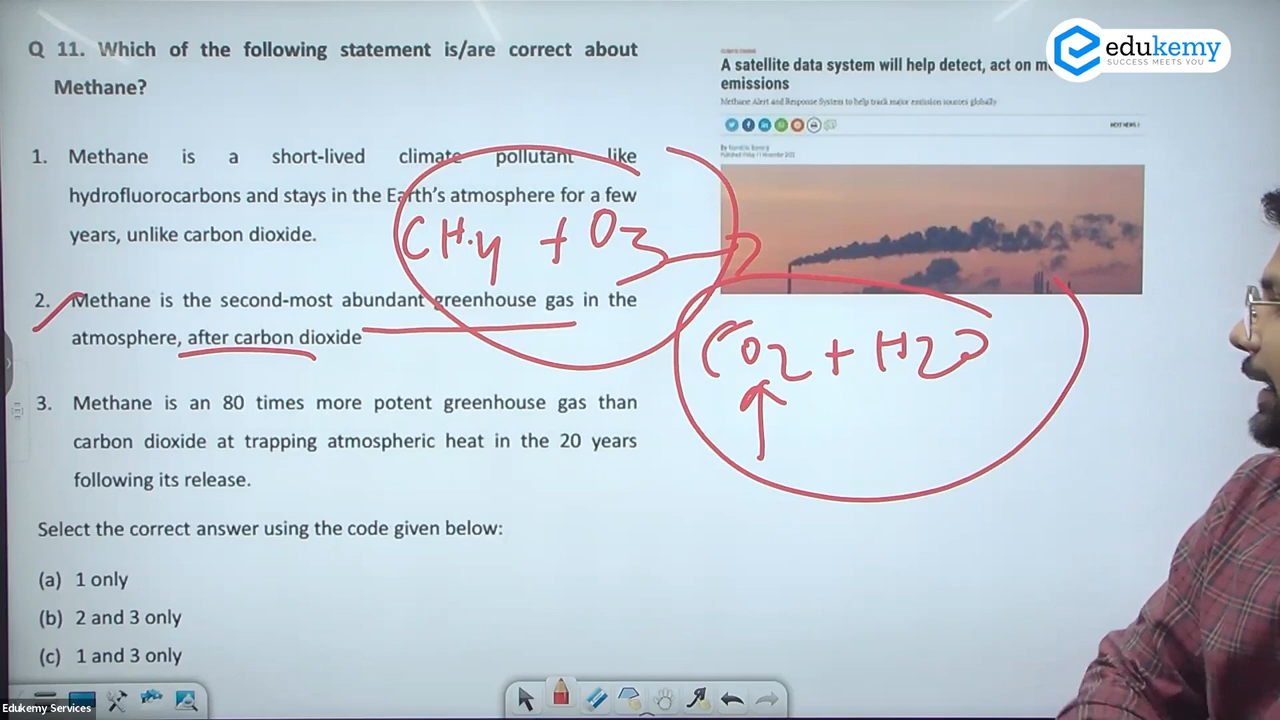 Q 11. Which of the following statement is/are correct about
Methane?
1. Methane is a short-lived climate pollutant like
hydrofluorocarbons and stays in the Earth's atmosphere for a few
years, unlike carbon dioxide.
2. Methane is the second-most abundant greenhouse gas in the
atmosphere, after carbon dioxide
3. Methane is an 80 times more potent greenhouse gas than
carbon dioxide at trapping atmospheric heat in the 20 years
following its release.
Select the correct answer using the code given below:
(a) 1 only
(b) 2 and 3 only
(c) 1 and 3 only
CH4 + O3
CO2 + H2O
A satellite data system will help detect, act on
emissions
Methane Alert and Response System to help track major emission sources globally
NEXT NEWS
edukemy
SUCCESS MEETS YOU
Edukemy Services